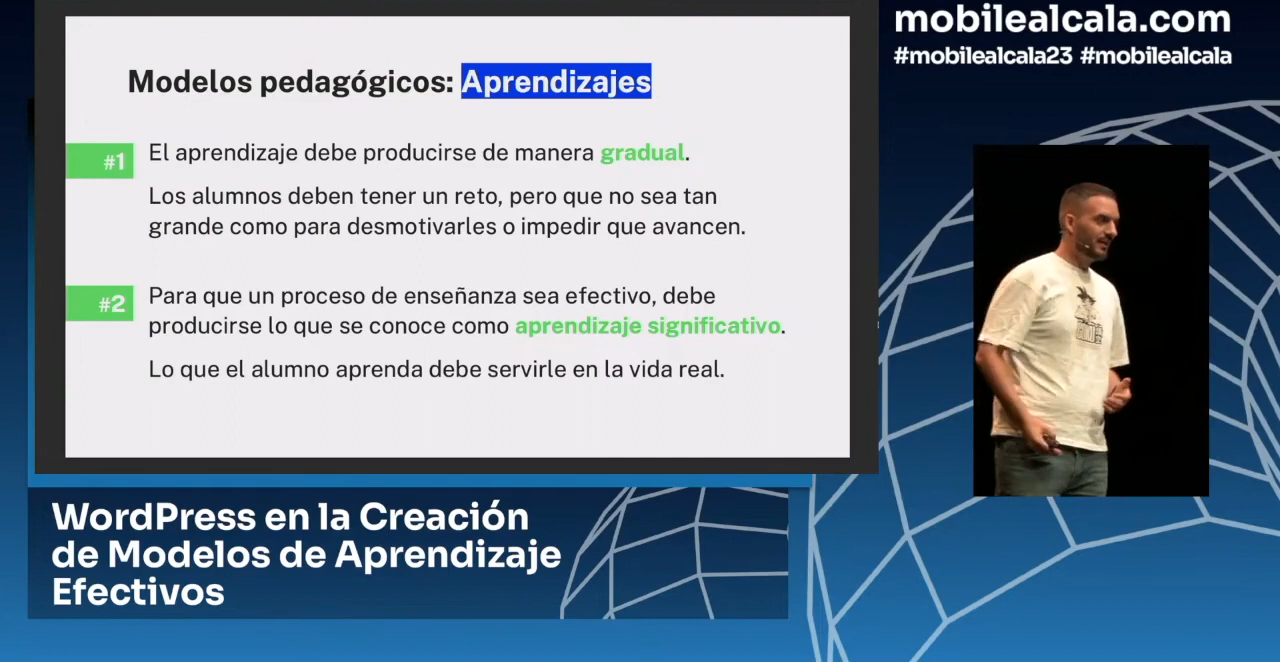 mobilealcala.com
#mobilealcala23 #mobilealcala
Modelos pedagógicos: Aprendizajes
#1
El aprendizaje debe producirse de manera gradual.
Los alumnos deben tener un reto, pero que no sea tan
grande como para desmotivarles o impedir que avancen.
#2
Para que un proceso de enseñanza sea efectivo, debe
producirse lo que se conoce como aprendizaje significativo.
Lo que el alumno aprenda debe servirle en la vida real.
WordPress en la Creación
de Modelos de Aprendizaje
Efectivos